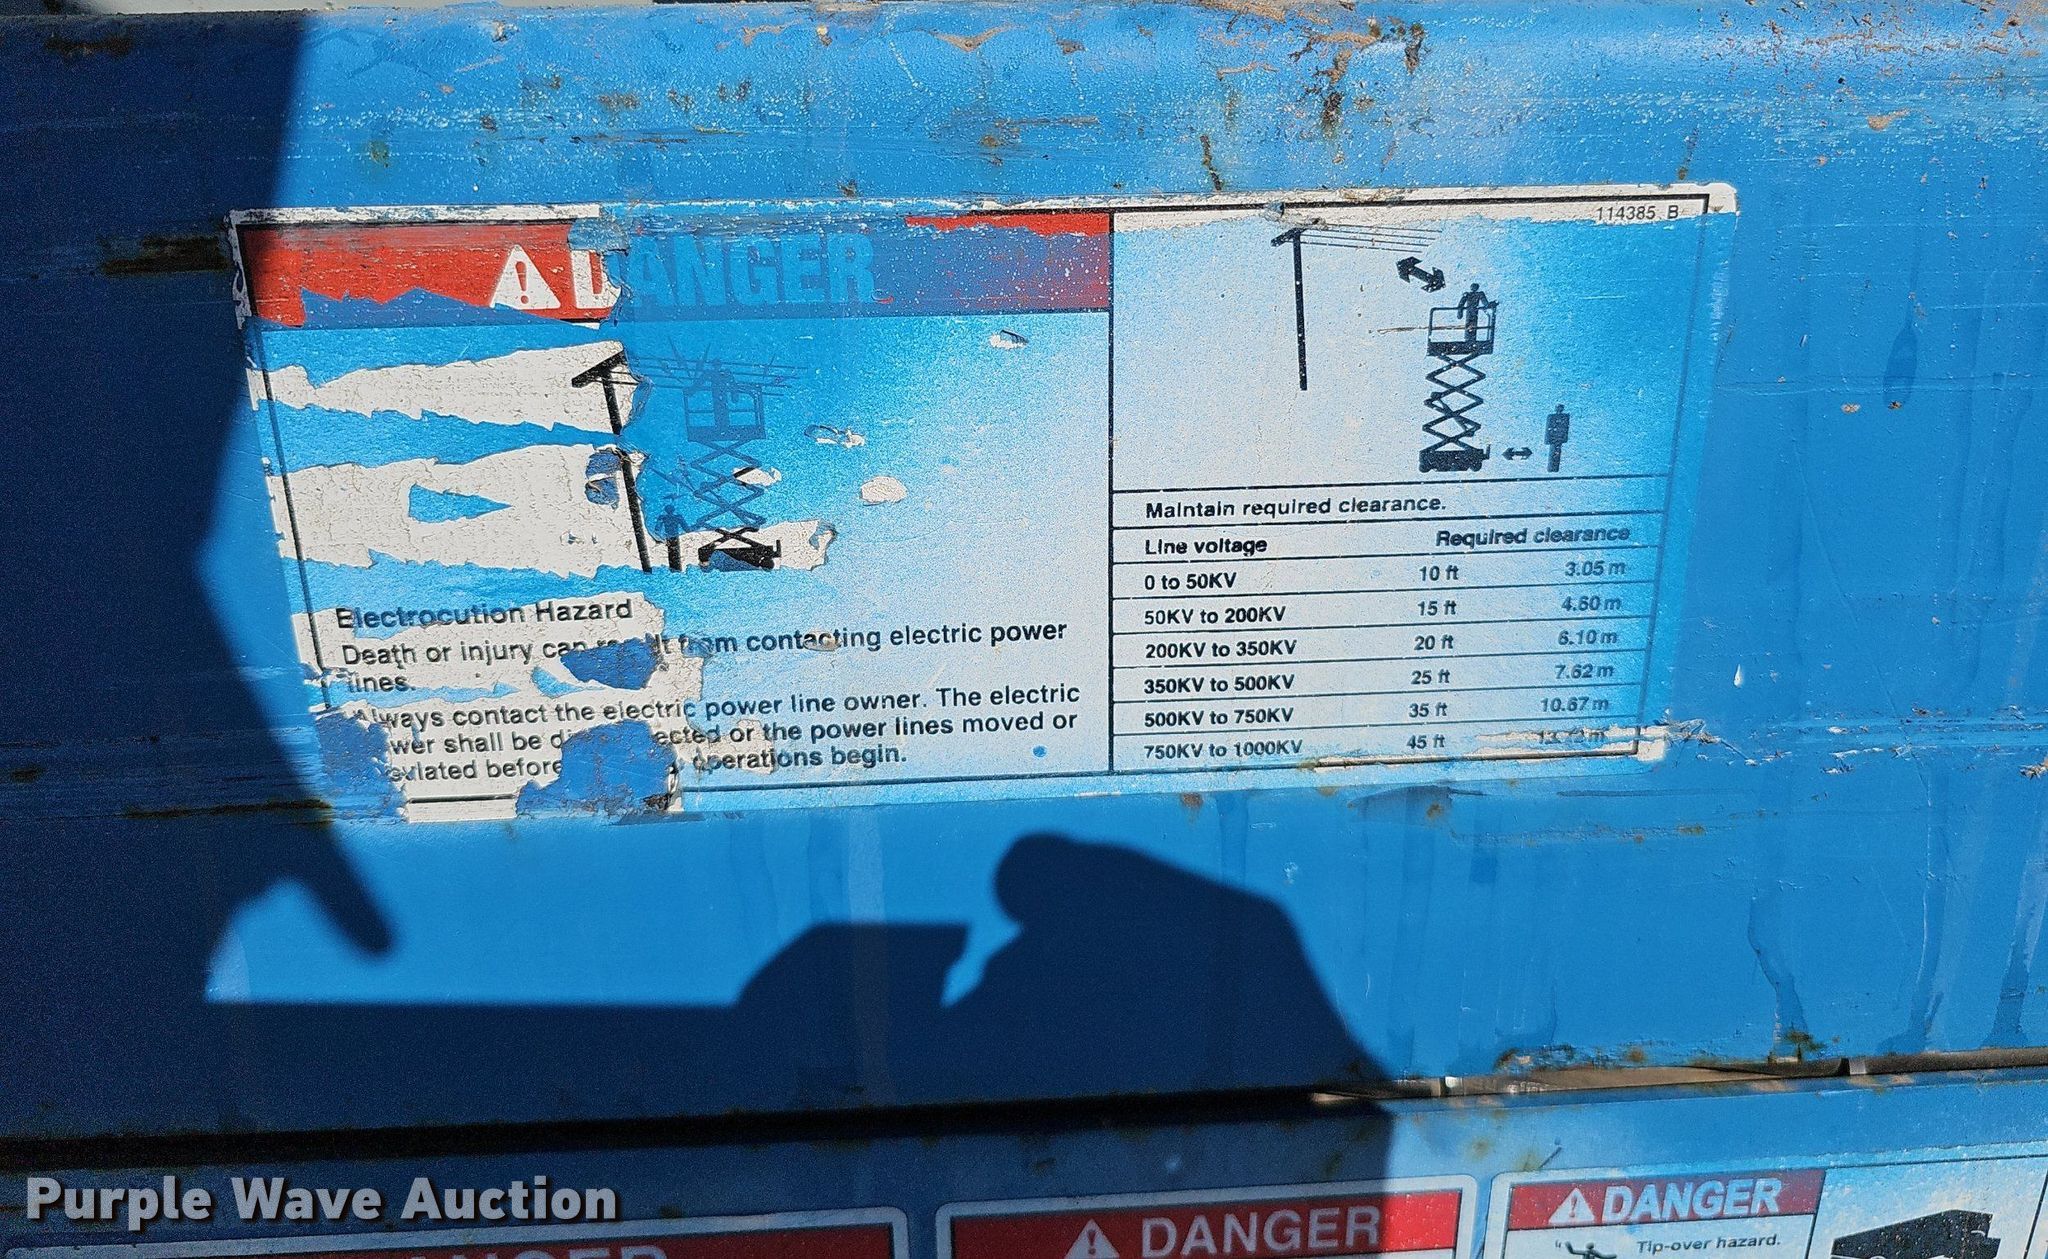 114385 B
DANGER
Electrocution Hazard
Death or injury can from contacting electric power
lines.
Always contact the electric power line owner. The electric
shall be or the power lines moved or
before operations begin.
Maintain required clearance.
Line voltage Required clearance
0 to 50KV 10 ft 3.05 m
50KV to 200KV 15 ft 4.60 m
200KV to 350KV 20 ft 6.10 m
350KV to 500KV 25 ft 7.62 m
500KV to 750KV 35 ft 10.67 m
750KV to 1000KV 45 ft
DANGER
DANGER
DANGER
Tip-over hazard.
Purple Wave Auction